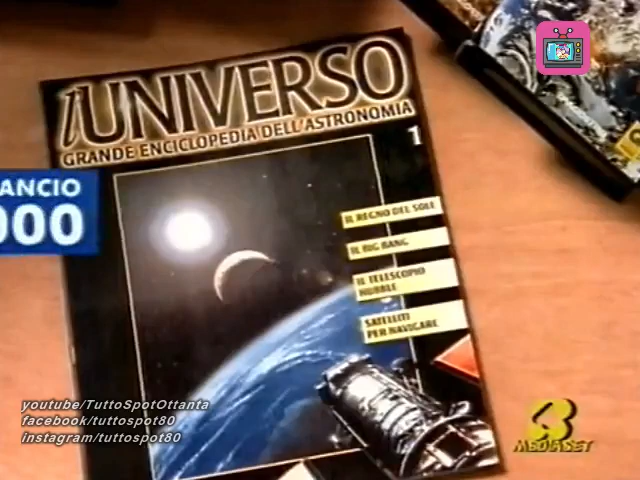 l'UNIVERSO
GRANDE ENCICLOPEDIA DELL'ASTRONOMIA
1
ANCIO
000
IL REGNO DEL SOLE
IL BIG BANG
IL TELESCOPIO
HUBBLE
SATELLITI
PER NAVIGARE
youtube/TuttoSpotOttanta
facebook/tuttospot80
instagram/tuttospot80
MEDIASET